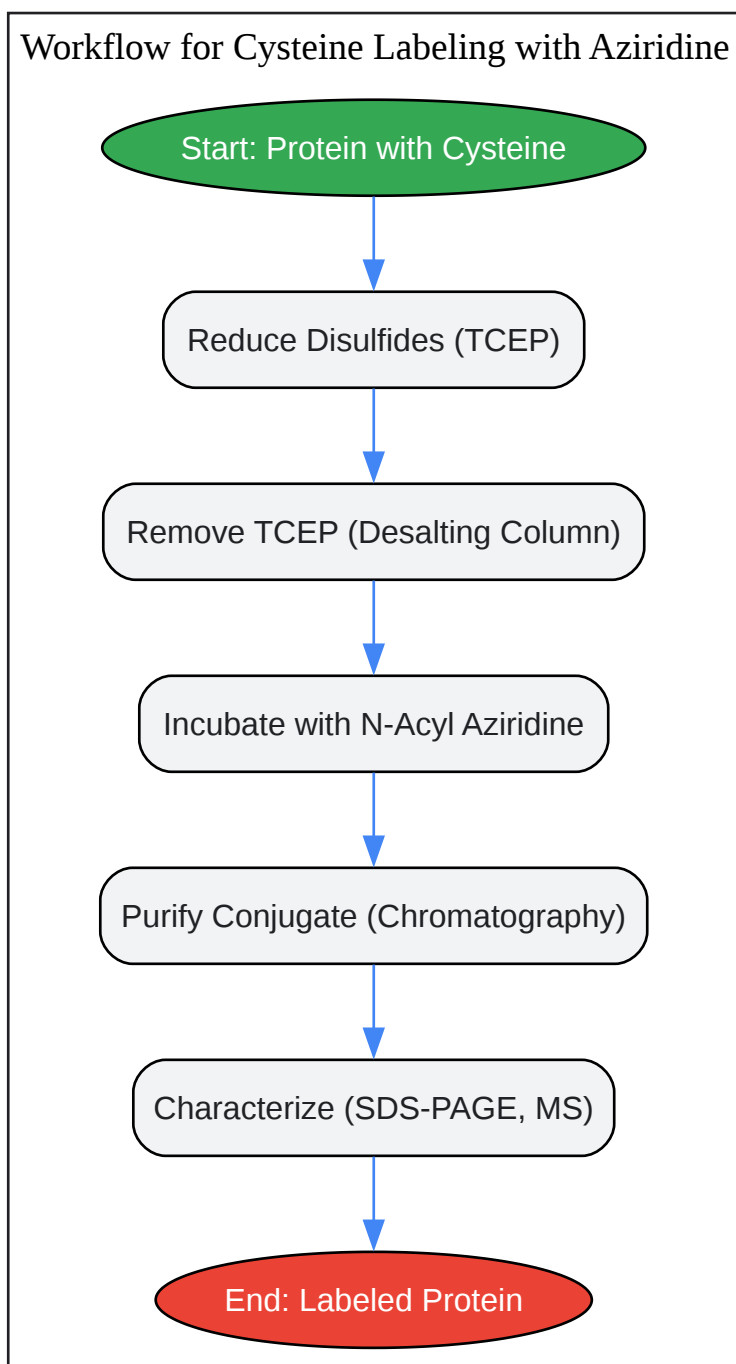 Workflow for Cysteine Labeling with Aziridine
Start: Protein with Cysteine
Reduce Disulfides (TCEP)
Remove TCEP (Desalting Column)
Incubate with N-Acyl Aziridine
Purify Conjugate (Chromatography)
Characterize (SDS-PAGE, MS)
End: Labeled Protein